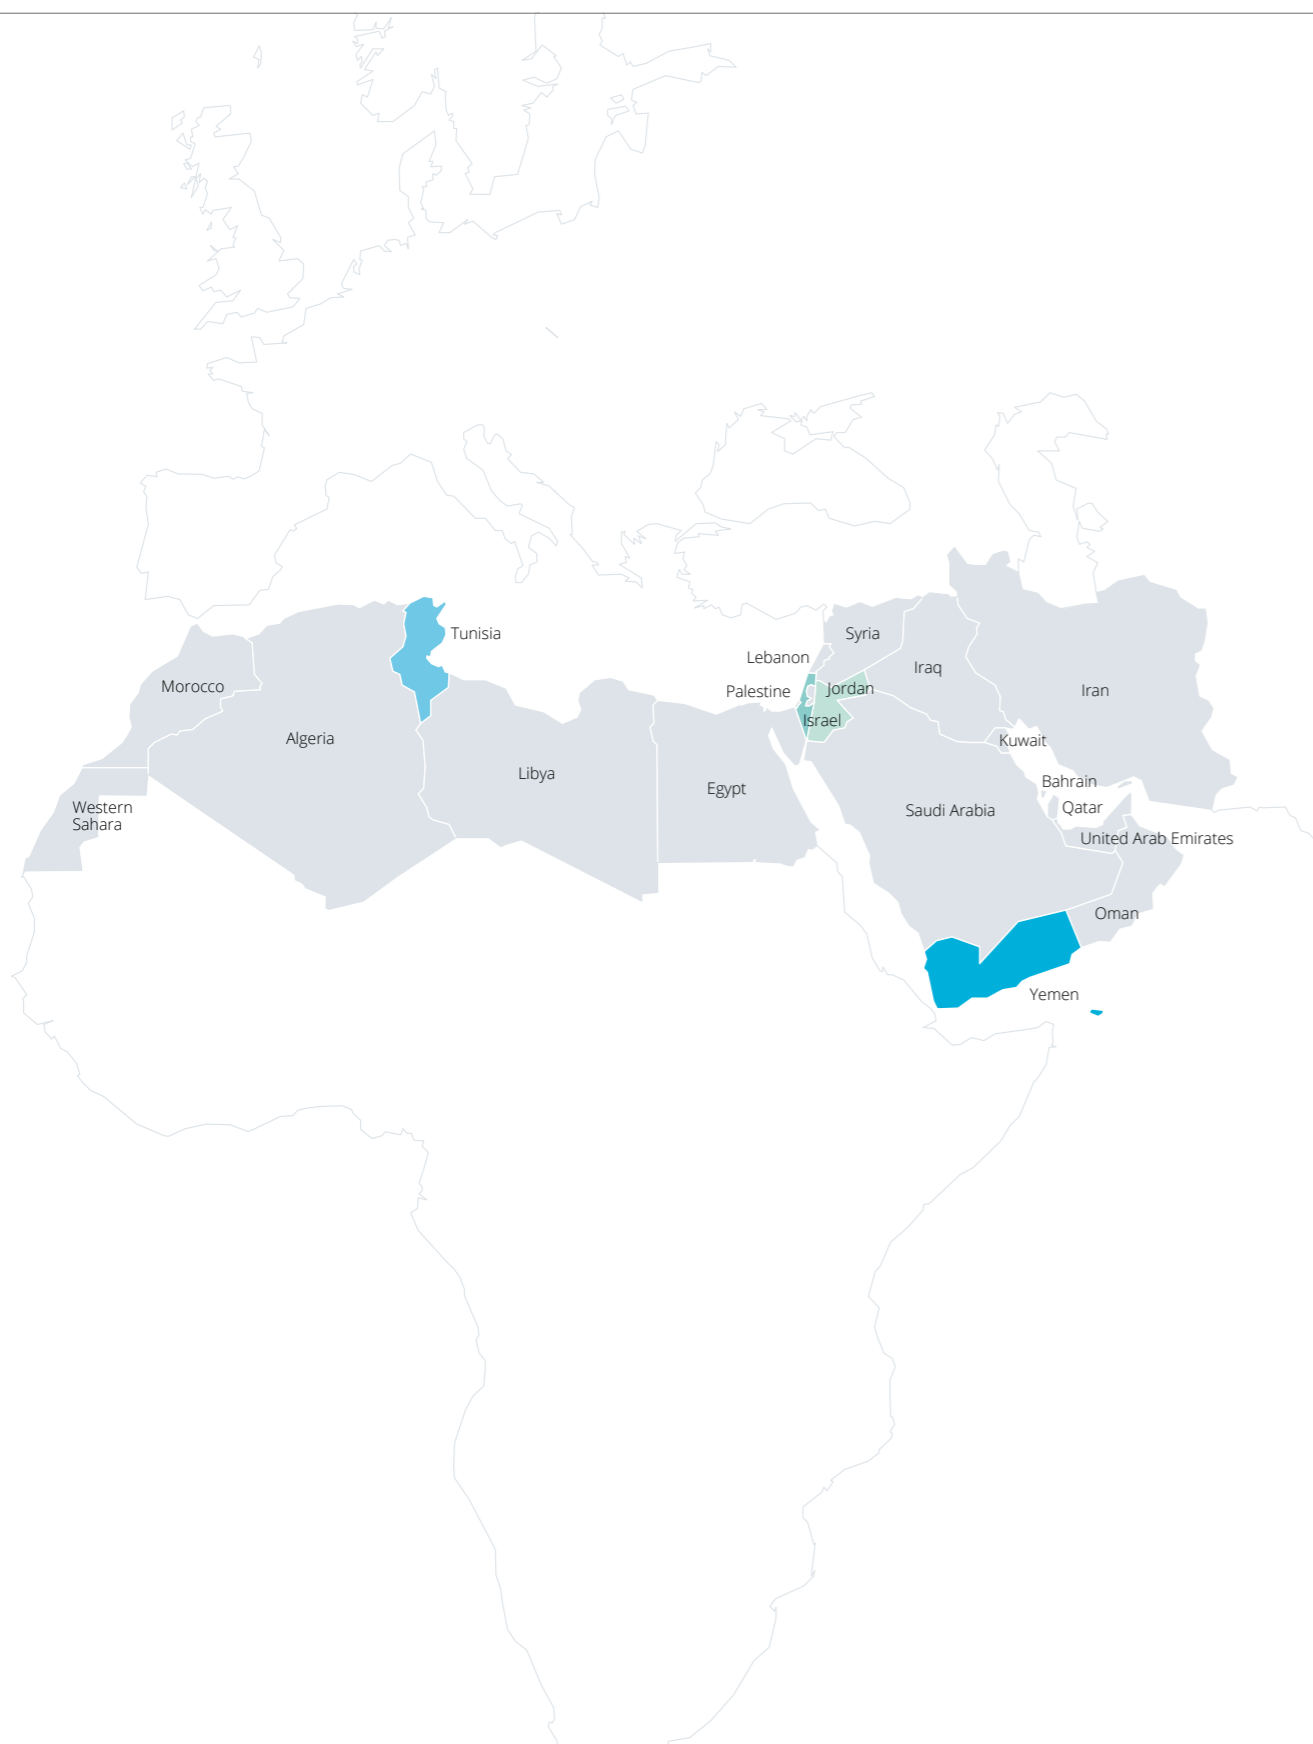 Tunisia
Syria
Lebanon
Iraq
Morocco
Palestine
Jordan
Iran
Israel
Algeria
Kuwait
Libya
Egypt
Bahrain
Western
Sahara
Saudi Arabia
Qatar
United Arab Emirates
Oman
Yemen